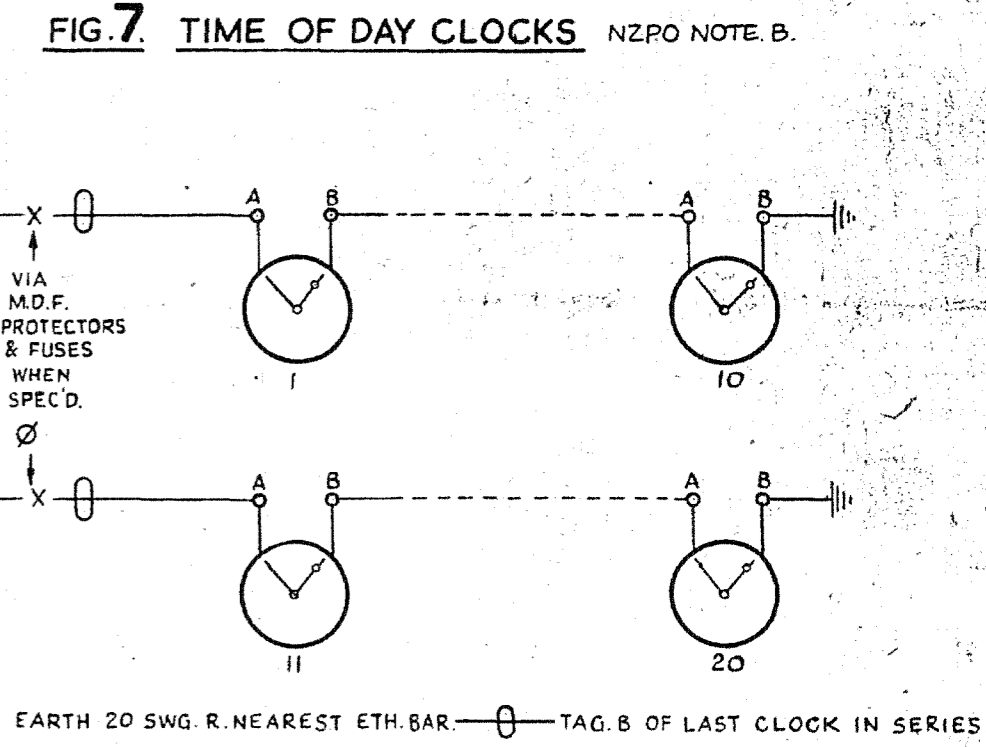 FIG.7. TIME OF DAY CLOCKS NZPO NOTE. B.
A B A B
X
VIA
M.D.F.
PROTECTORS
& FUSES
WHEN
SPEC'D.
Ø
1 10
A B A B
X
11 20
EARTH 20 SWG. R. NEAREST ETH. BAR. TAG. B OF LAST CLOCK IN SERIES